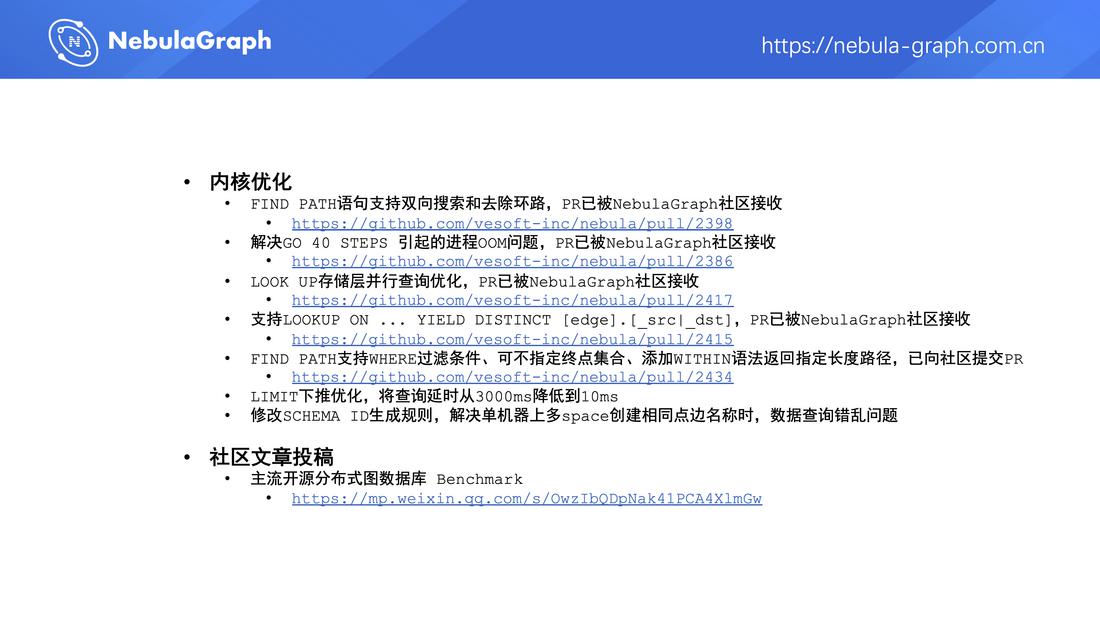 NebulaGraph
https://nebula-graph.com.cn
• 内核优化
• FIND PATH语句支持双向搜索和去除环路，PR已被NebulaGraph社区接收
• https://github.com/vesoft-inc/nebula/pull/2398
• 解决GO 40 STEPS 引起的进程OOM问题，PR已被NebulaGraph社区接收
• https://github.com/vesoft-inc/nebula/pull/2386
• LOOK UP存储层并行查询优化，PR已被NebulaGraph社区接收
• https://github.com/vesoft-inc/nebula/pull/2417
• 支持LOOKUP ON ... YIELD DISTINCT [edge].[_src|_dst]，PR已被NebulaGraph社区接收
• https://github.com/vesoft-inc/nebula/pull/2415
• FIND PATH支持WHERE过滤条件、可不指定终点集合、添加WITHIN语法返回指定长度路径，已向社区提交PR
• https://github.com/vesoft-inc/nebula/pull/2434
• LIMIT下推优化，将查询延时从3000ms降低到10ms
• 修改SCHEMA ID生成规则，解决单机器上多space创建相同点边名称时，数据查询错乱问题
• 社区文章投稿
• 主流开源分布式图数据库 Benchmark
• https://mp.weixin.qq.com/s/OwzIbQDpNak41PCA4XlmGw